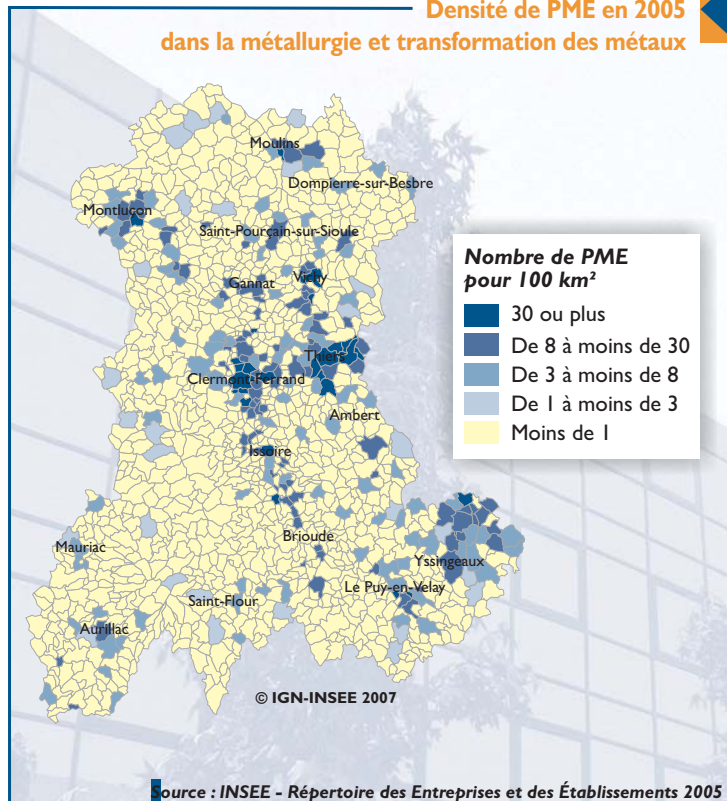 Densité de PME en 2005
dans la métallurgie et transformation des métaux
Moulins
Dompierre-sur-Besbre
Montluçon
Saint-Pourçain-sur-Sioule
Gannat
Vichy
Nombre de PME
pour 100 km²
30 ou plus
De 8 à moins de 30
De 3 à moins de 8
De 1 à moins de 3
Moins de 1
Thiers
Clermont-Ferrand
Ambert
Issoire
Brioude
Mauriac
Yssingeaux
Le Puy-en-Velay
Saint-Flour
Aurillac
© IGN-INSEE 2007
Source : INSEE - Répertoire des Entreprises et des Établissements 2005